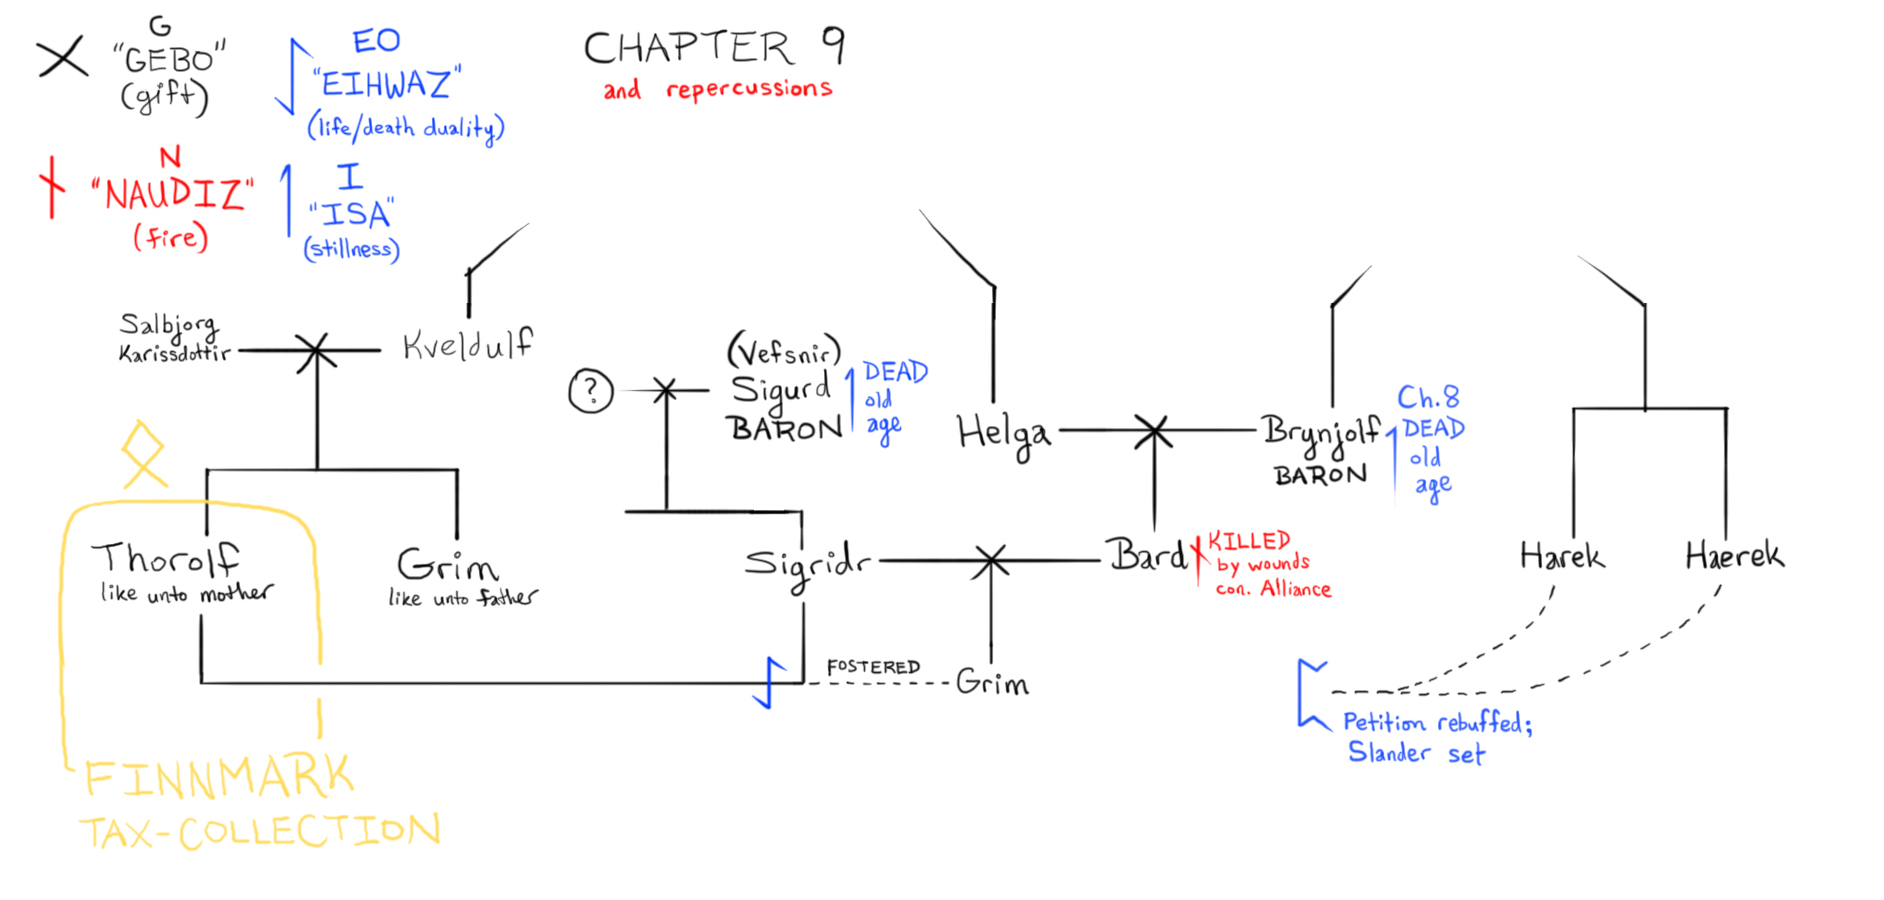 G
"GEBO"
(gift)
EO
"EIHWAZ"
(life/death duality)
N
"NAUDIZ"
(fire)
I
"ISA"
(stillness)
CHAPTER 9
and repercussions
Salbjorg
Karissdottir
Kveldulf
?
(Vefsnir)
Sigurd
BARON
DEAD
old
age
Helga
Brynjolf
BARON
Ch.8
DEAD
old
age
Thorolf
like unto mother
Grim
like unto father
Sigridr
Bard
KILLED
by wounds
con. Alliance
Harek
Haerek
FOSTERED
Grim
Petition rebuffed;
Slander set
FINNMARK
TAX-COLLECTION